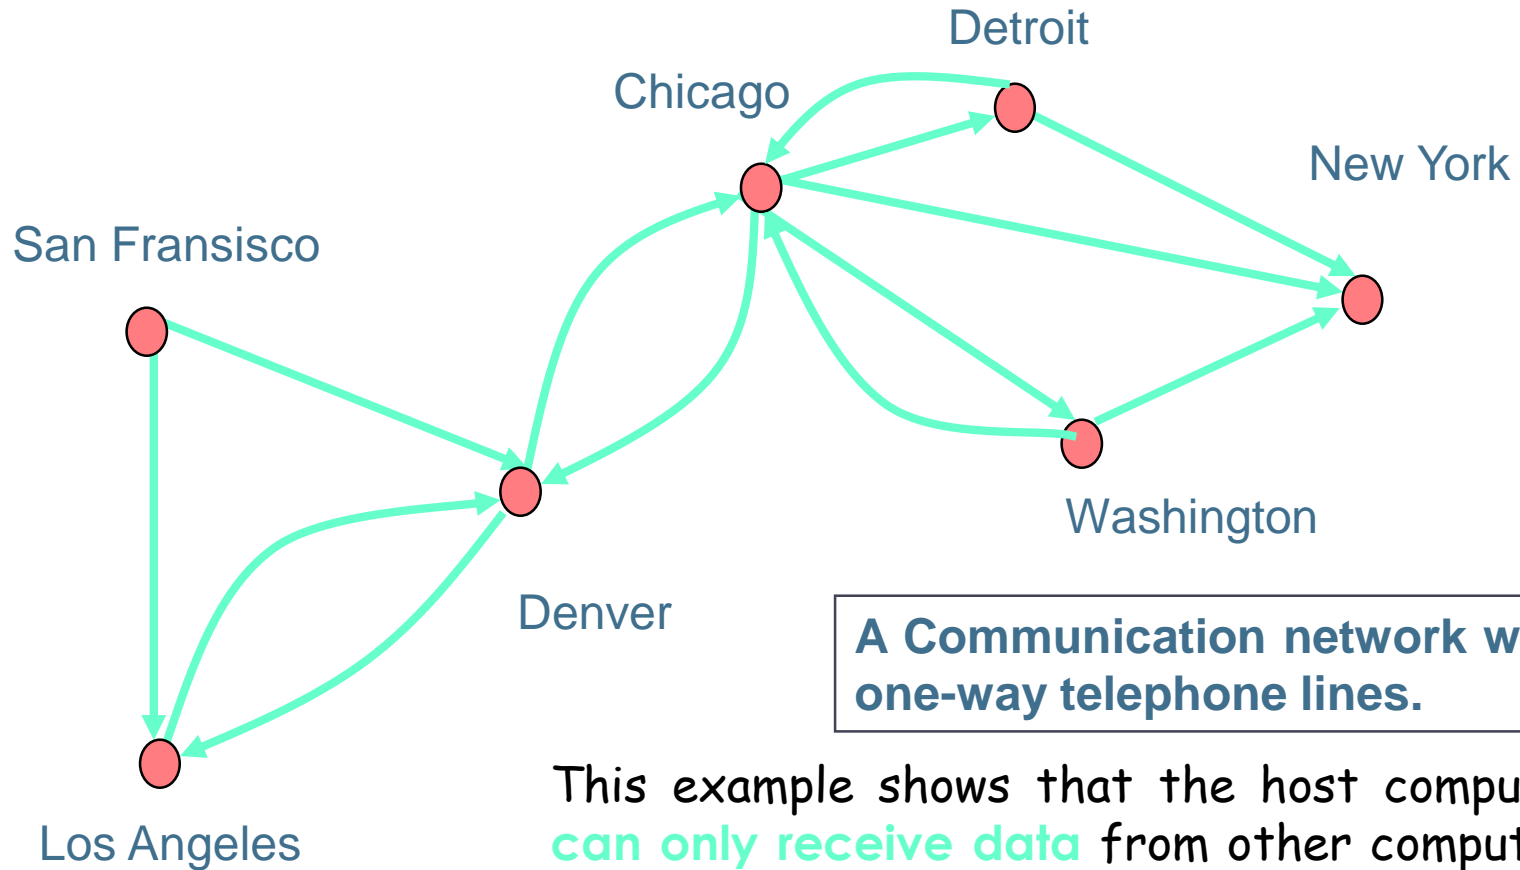 Detroit
Chicago
New York
San Fransisco
Washington
Denver
A Communication network w
one-way telephone lines.
This example shows that the host compu
can only receive data from other comput
Los Angeles